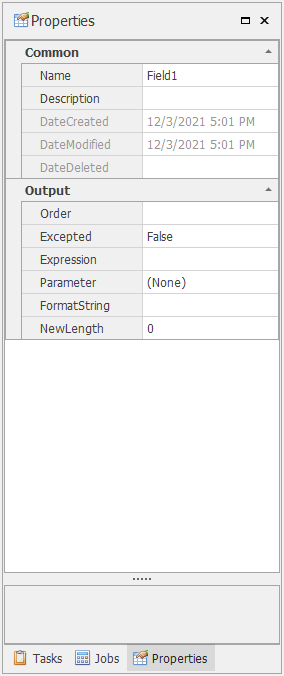 Properties
Common
Name Field1
Description
DateCreated 12/3/2021 5:01 PM
DateModified 12/3/2021 5:01 PM
DateDeleted
Output
Order
Excepted False
Expression
Parameter (None)
FormatString
NewLength 0
Tasks Jobs Properties